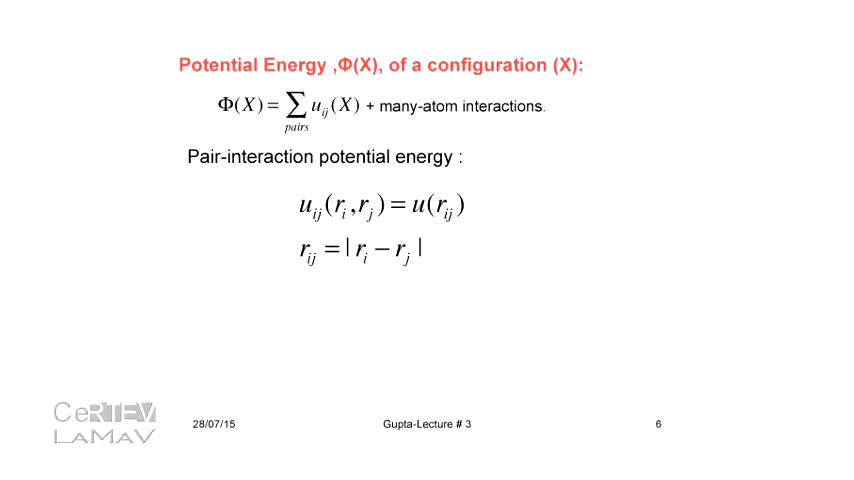 Potential Energy ,Φ(X), of a configuration (X):
Φ(X) = ∑ u_ij (X) + many-atom interactions.
pairs
Pair-interaction potential energy :
u_ij (r_i , r_j ) = u(r_ij )
r_ij = | r_i − r_j |
CeRTEV
LaMaV
28/07/15 Gupta-Lecture # 3 6